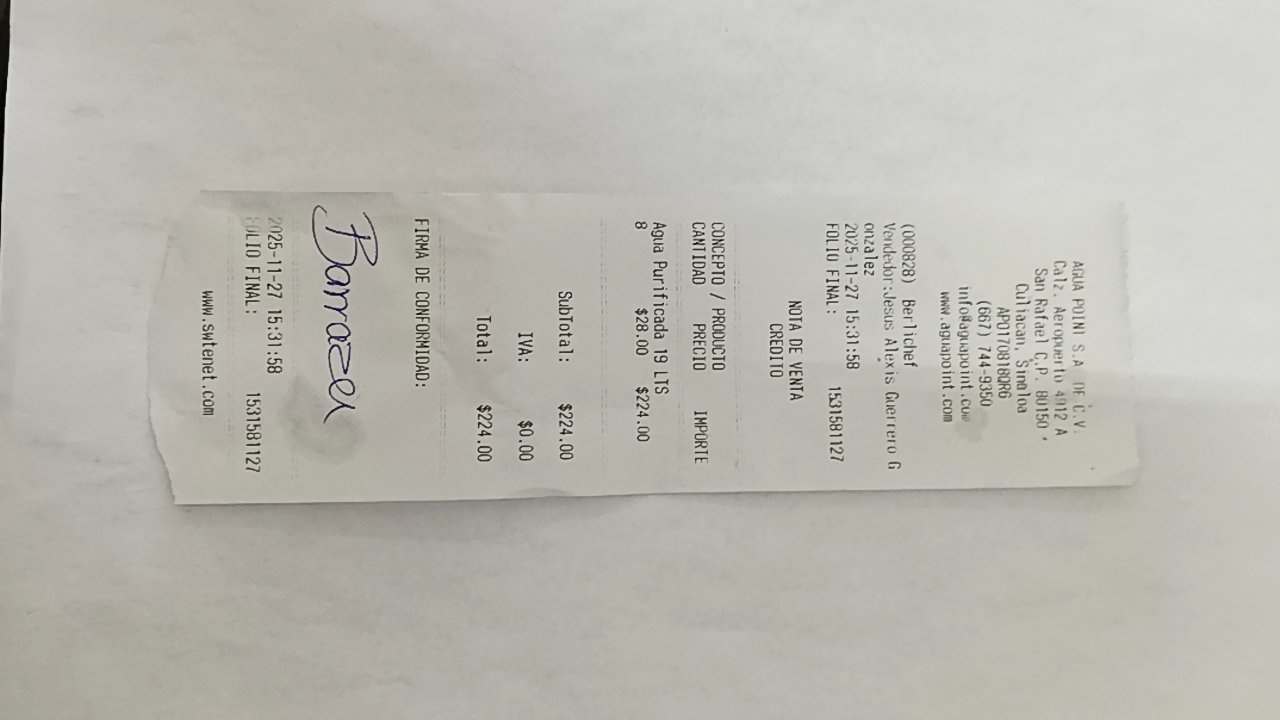 AGUA POINT S.A DE C.V.
Calz. Aeropuerto 4912 A
San Rafael C.P. 80150 ,
Culiacan, Sinaloa
APO170818QR6
(667) 744-9350
info@aguapoint.com
www.aguapoint.com
(000828) Berlichef
Vendedor:Jesus Alexis Guerrero G
onzalez
2025-11-27 15:31:58
FOLIO FINAL: 1531581127
NOTA DE VENTA
CREDITO
CONCEPTO / PRODUCTO
CANTIDAD PRECIO IMPORTE
Agua Purificada 19 LTS
8 $28.00 $224.00
SubTotal: $224.00
IVA: $0.00
Total: $224.00
FIRMA DE CONFORMIDAD:
Barraza
2025-11-27 15:31:58
FOLIO FINAL: 1531581127
www.swtenet.com